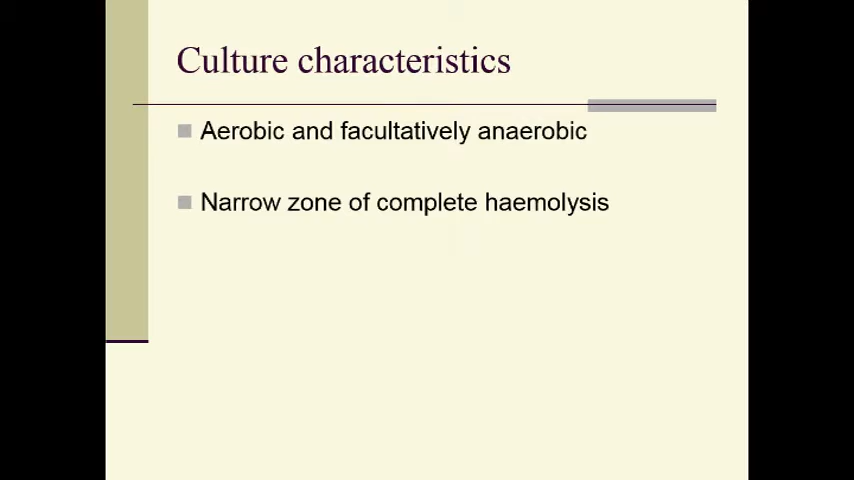 Culture characteristics
Aerobic and facultatively anaerobic
Narrow zone of complete haemolysis